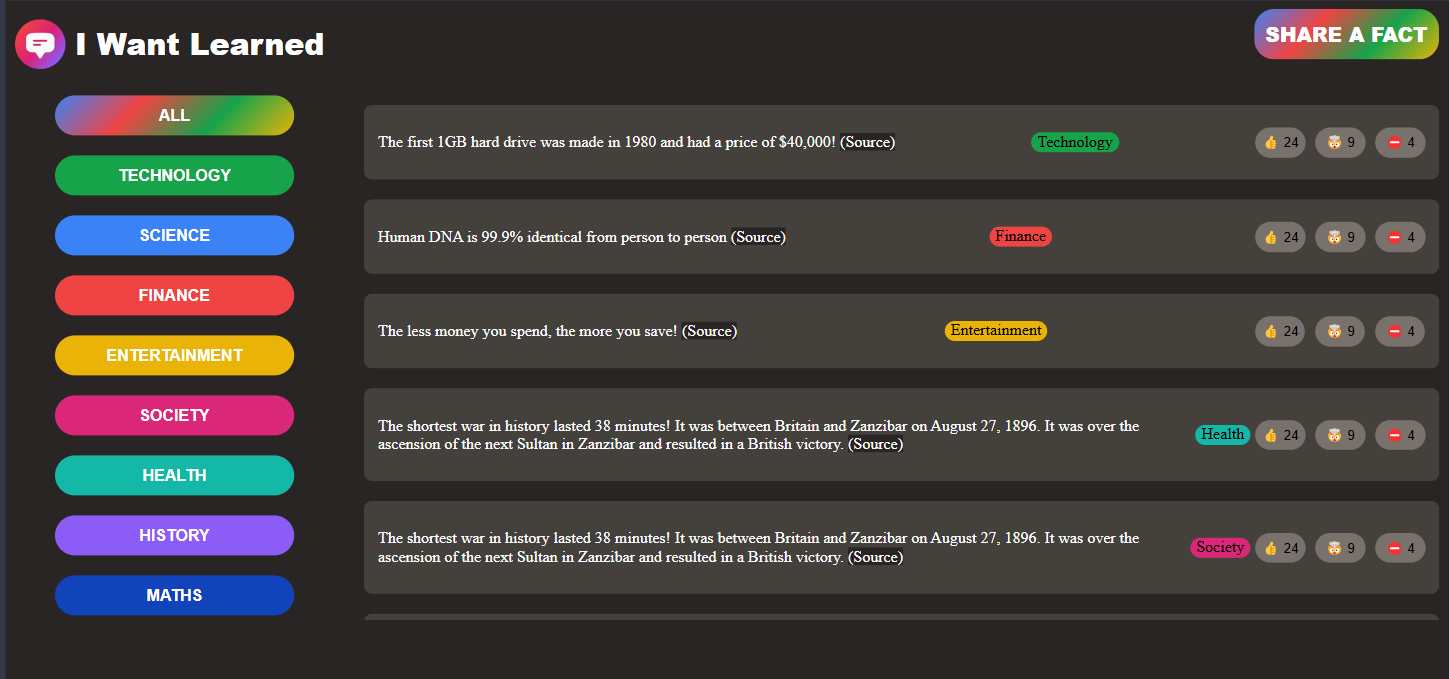 I Want Learned
SHARE A FACT
ALL
TECHNOLOGY
SCIENCE
FINANCE
ENTERTAINMENT
SOCIETY
HEALTH
HISTORY
MATHS
The first 1GB hard drive was made in 1980 and had a price of $40,000! (Source)
Technology
👍 24 🤯 9 ⛔ 4
Human DNA is 99.9% identical from person to person (Source)
Finance
👍 24 🤯 9 ⛔ 4
The less money you spend, the more you save! (Source)
Entertainment
👍 24 🤯 9 ⛔ 4
The shortest war in history lasted 38 minutes! It was between Britain and Zanzibar on August 27, 1896. It was over the
ascension of the next Sultan in Zanzibar and resulted in a British victory. (Source)
Health
👍 24 🤯 9 ⛔ 4
The shortest war in history lasted 38 minutes! It was between Britain and Zanzibar on August 27, 1896. It was over the
ascension of the next Sultan in Zanzibar and resulted in a British victory. (Source)
Society
👍 24 🤯 9 ⛔ 4